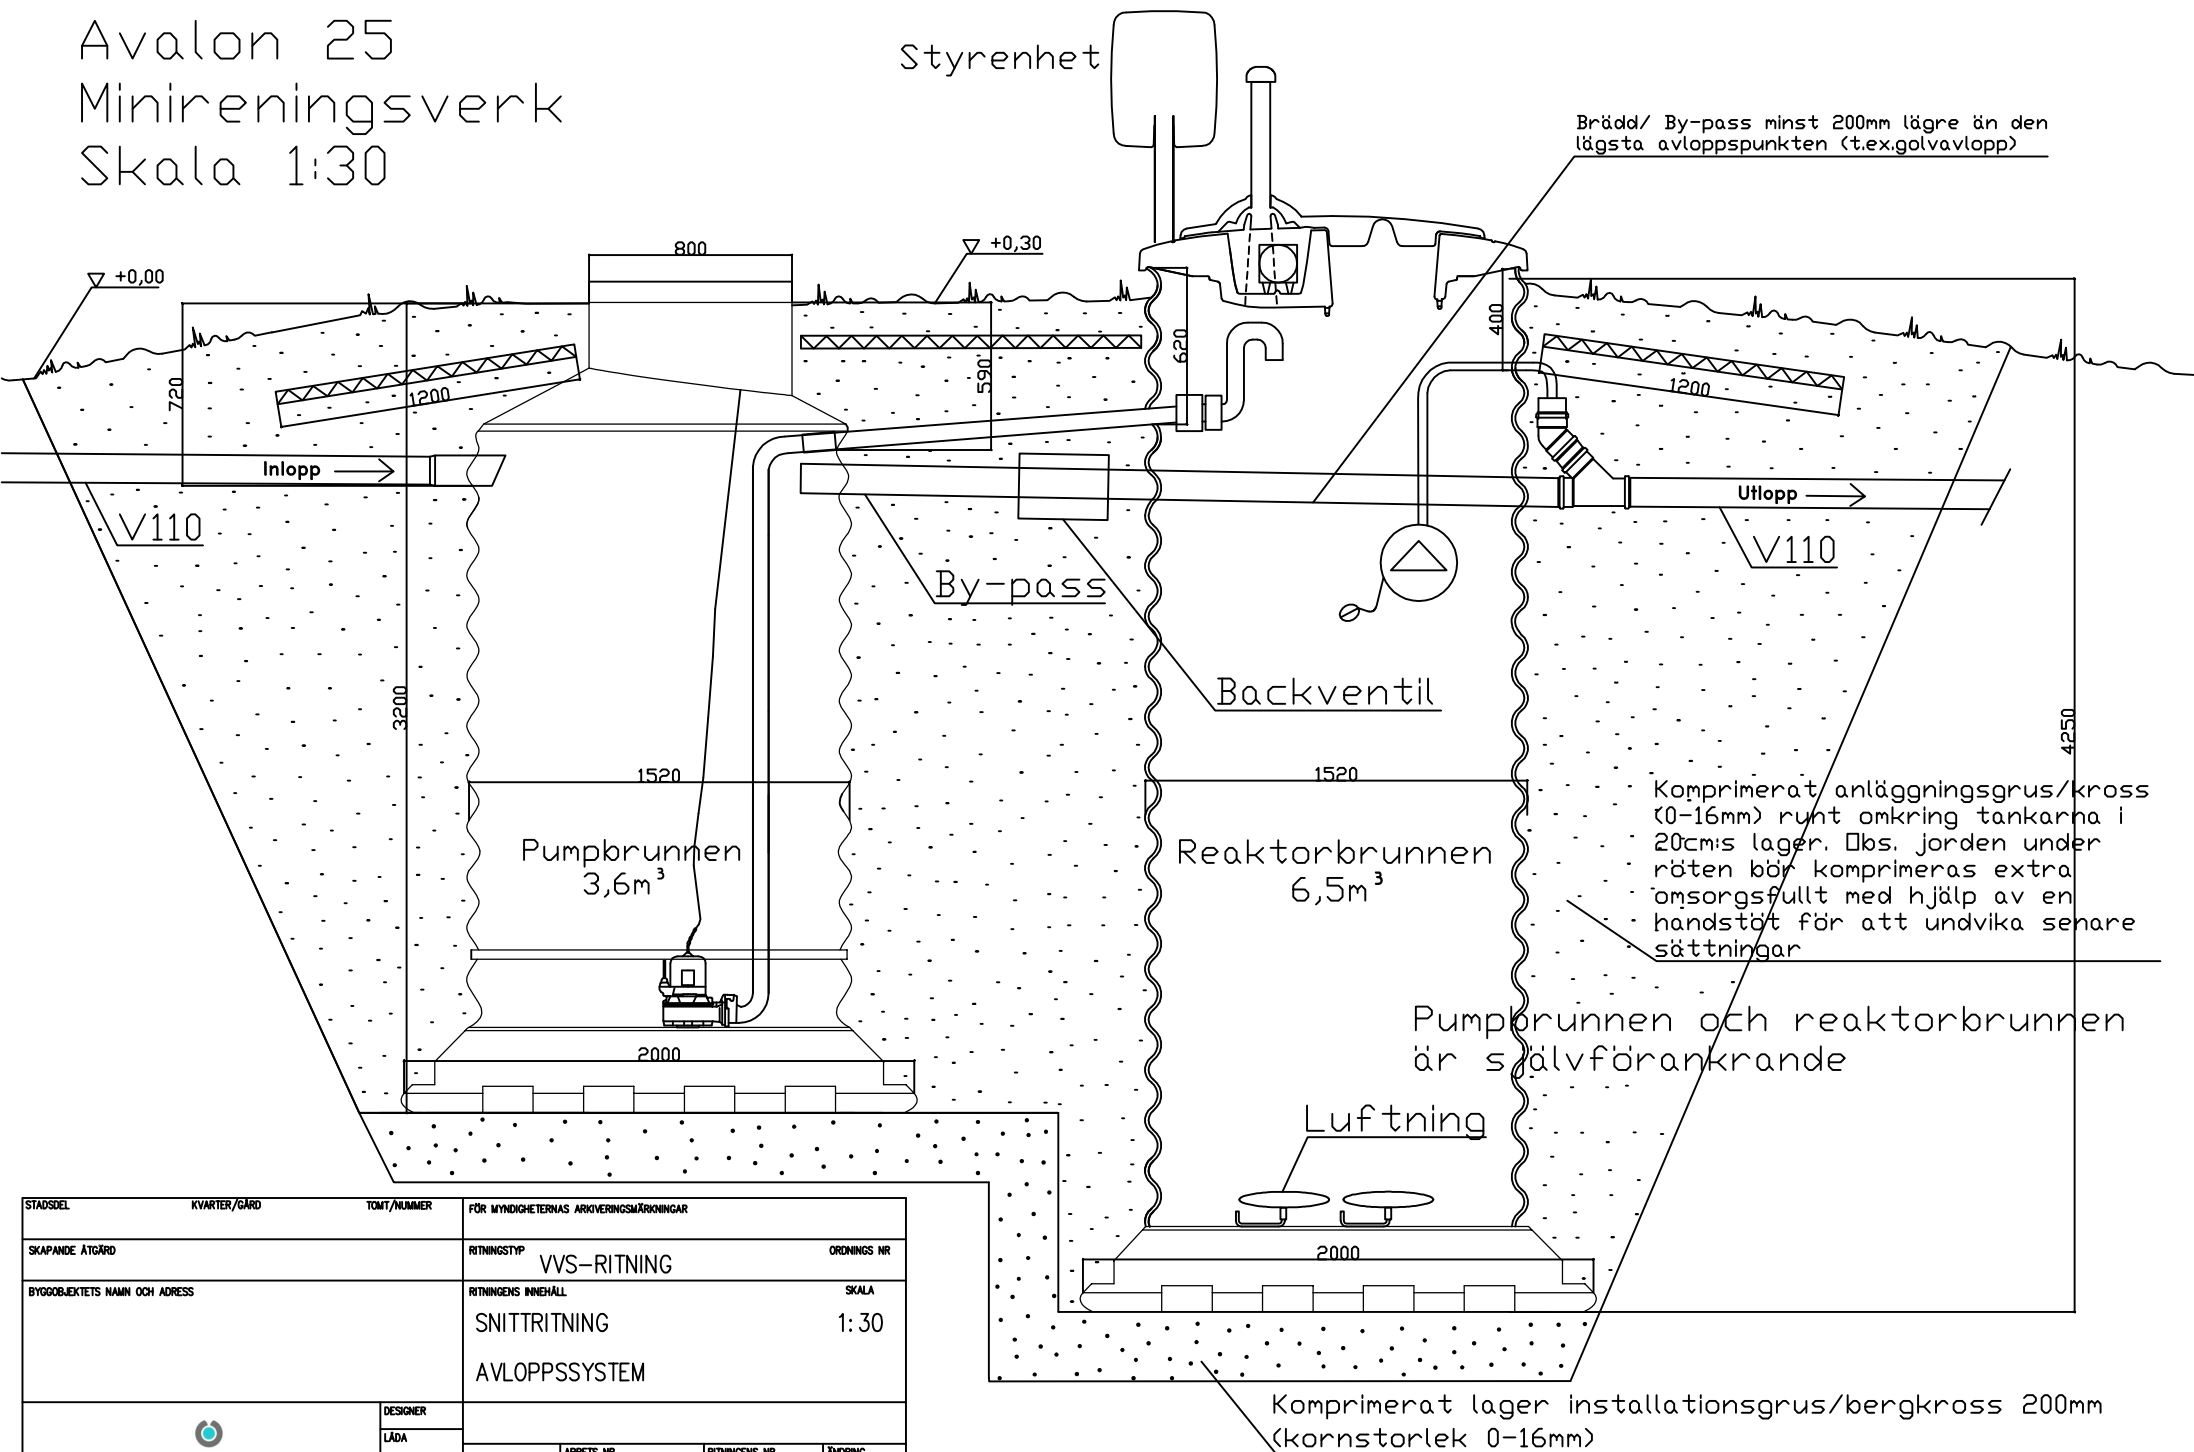 Avalon 25
Minireningsverk
Skala 1:30
Styrenhet
Brädd/ By-pass minst 200mm lägre än den
lägsta avloppspunkten (t.ex.golvavlopp)
+0,00
800
+0,30
720
1200
590
620
400
1200
Inlopp
V110
Utlopp
V110
By-pass
Backventil
3200
4250
1520
1520
Pumpbrunnen
3,6m³
Reaktorbrunnen
6,5m³
Komprimerat anläggningsgrus/kross
(0-16mm) runt omkring tankarna i
20cm:s lager. Obs. jorden under
röten bör komprimeras extra
omsorgsfullt med hjälp av en
handstöt för att undvika senare
sättningar
Pumpbrunnen och reaktorbrunnen
är självförankrande
2000
Luftning
2000
Komprimerat lager installationsgrus/bergkross 200mm
(kornstorlek 0-16mm)
STADSDEL KVARTER/GÅRD TOMT/NUMMER
FÖR MYNDIGHETERNAS ARKIVERINGSMÄRKNINGAR
SKAPANDE ÅTGÄRD
RITNINGSTYP ORDNINGS NR
VVS-RITNING
BYGGOBJEKTETS NAMN OCH ADRESS
RITNINGENS INNEHÅLL SKALA
SNITTRITNING 1:30
AVLOPPSSYSTEM
DESIGNER
LÅDA
ARBETS NR RITNINGENS NR ÄNDRING